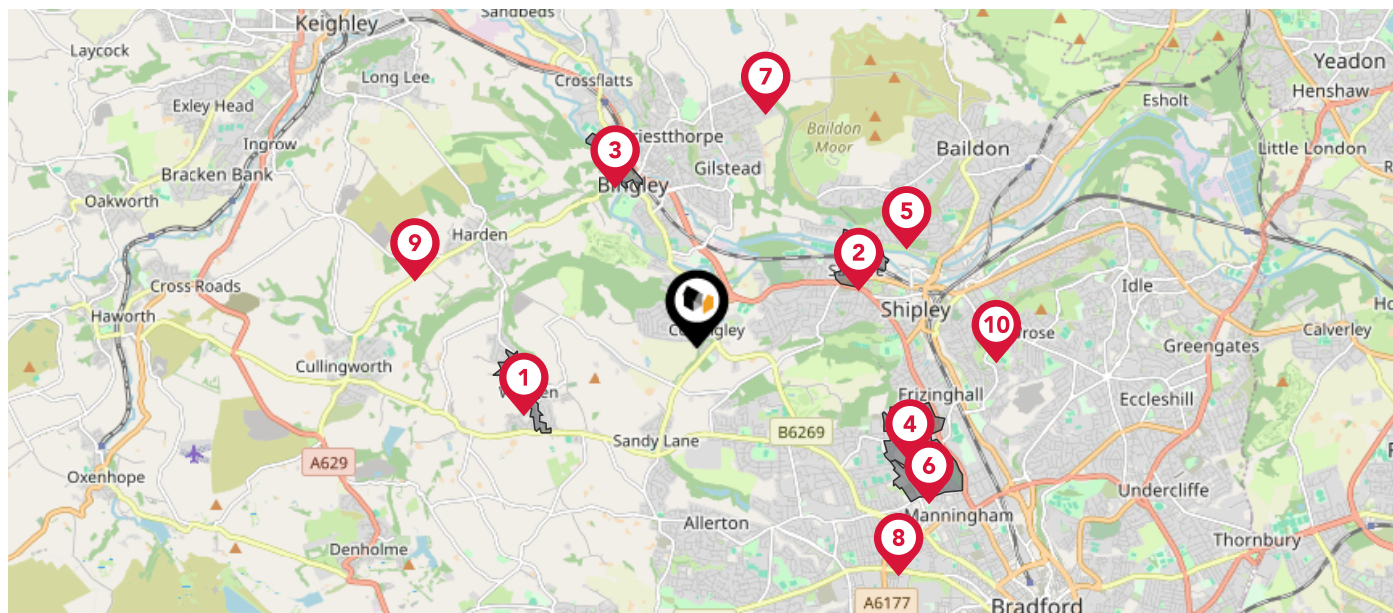 Keighley
Sandbeds
Laycock
Long Lee
Crossflatts
7
Yeadon
Esholt
Henshaw
Exley Head
Ingrow
3
Baildon
Moor
Baildon
Little London
Bracken Bank
Gilstead
Bingley
Oakworth
5
9
Harden
2
Cross Roads
Idle
Haworth
Shipley
10
Calverley
Greengates
Cullingworth
1
Frizinghall
Eccleshill
4
B6269
Sandy Lane
A629
6
Oxenhope
Undercliffe
Allerton
Manningham
8
Denholme
Thornbury
A6177
Bradford